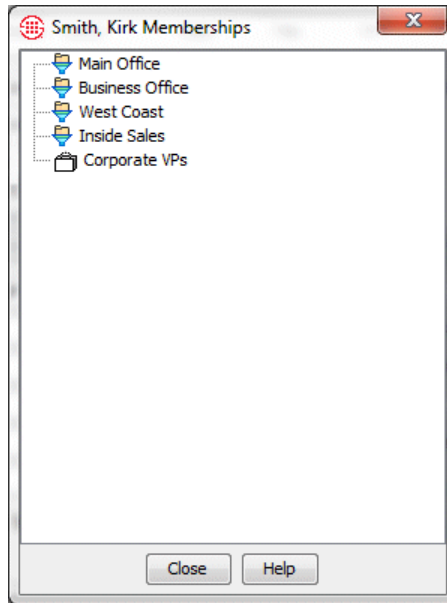 Smith, Kirk Memberships
Main Office
Business Office
West Coast
Inside Sales
Corporate VPs
Close Help